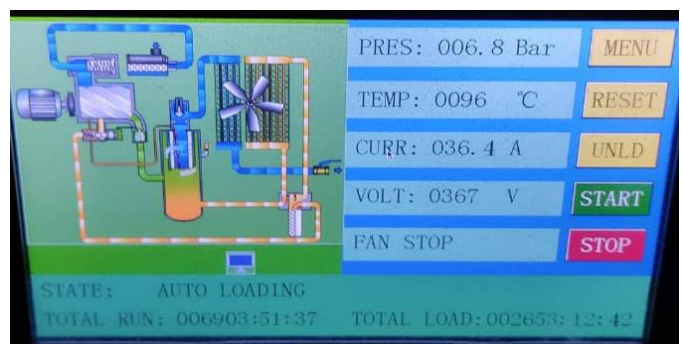 PRES: 006.8 Bar
MENU
TEMP: 0096 °C
RESET
CURR: 036.4 A
UNLD
VOLT: 0367 V
START
FAN STOP
STOP
STATE: AUTO LOADING
TOTAL RUN: 006903:51:37 TOTAL LOAD:002653:12:42